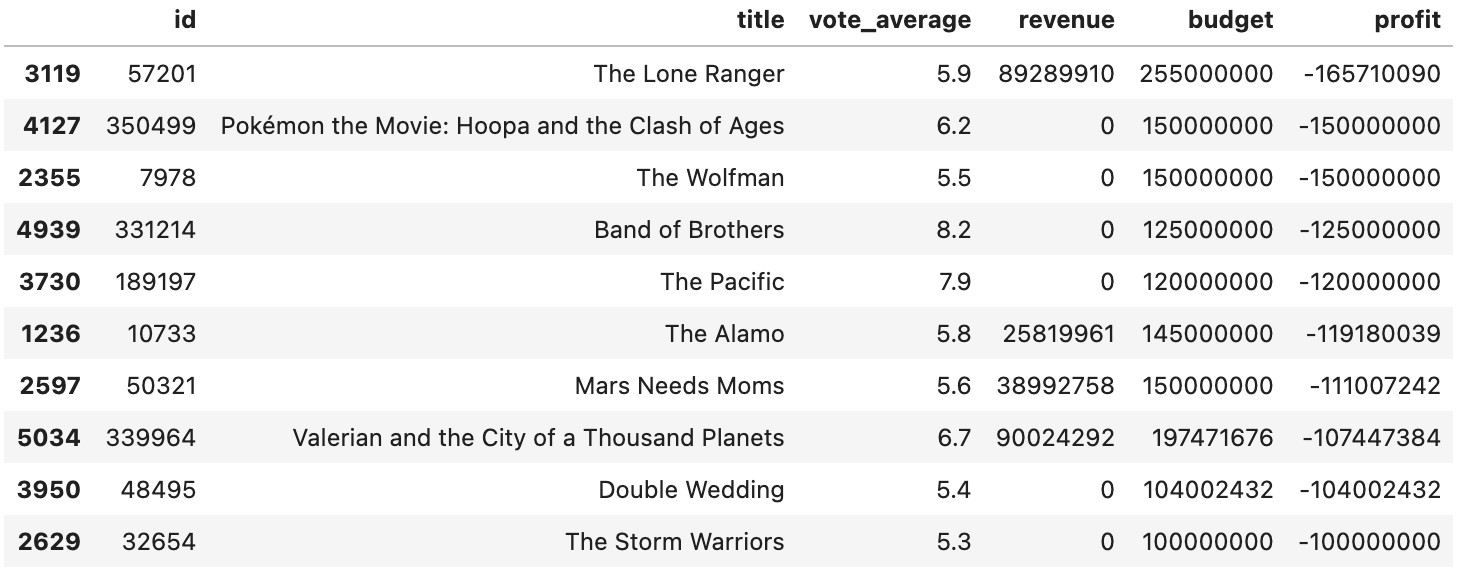 id title vote_average revenue budget profit
3119 57201 The Lone Ranger 5.9 89289910 255000000 -165710090
4127 350499 Pokémon the Movie: Hoopa and the Clash of Ages 6.2 0 150000000 -150000000
2355 7978 The Wolfman 5.5 0 150000000 -150000000
4939 331214 Band of Brothers 8.2 0 125000000 -125000000
3730 189197 The Pacific 7.9 0 120000000 -120000000
1236 10733 The Alamo 5.8 25819961 145000000 -119180039
2597 50321 Mars Needs Moms 5.6 38992758 150000000 -111007242
5034 339964 Valerian and the City of a Thousand Planets 6.7 90024292 197471676 -107447384
3950 48495 Double Wedding 5.4 0 104002432 -104002432
2629 32654 The Storm Warriors 5.3 0 100000000 -100000000